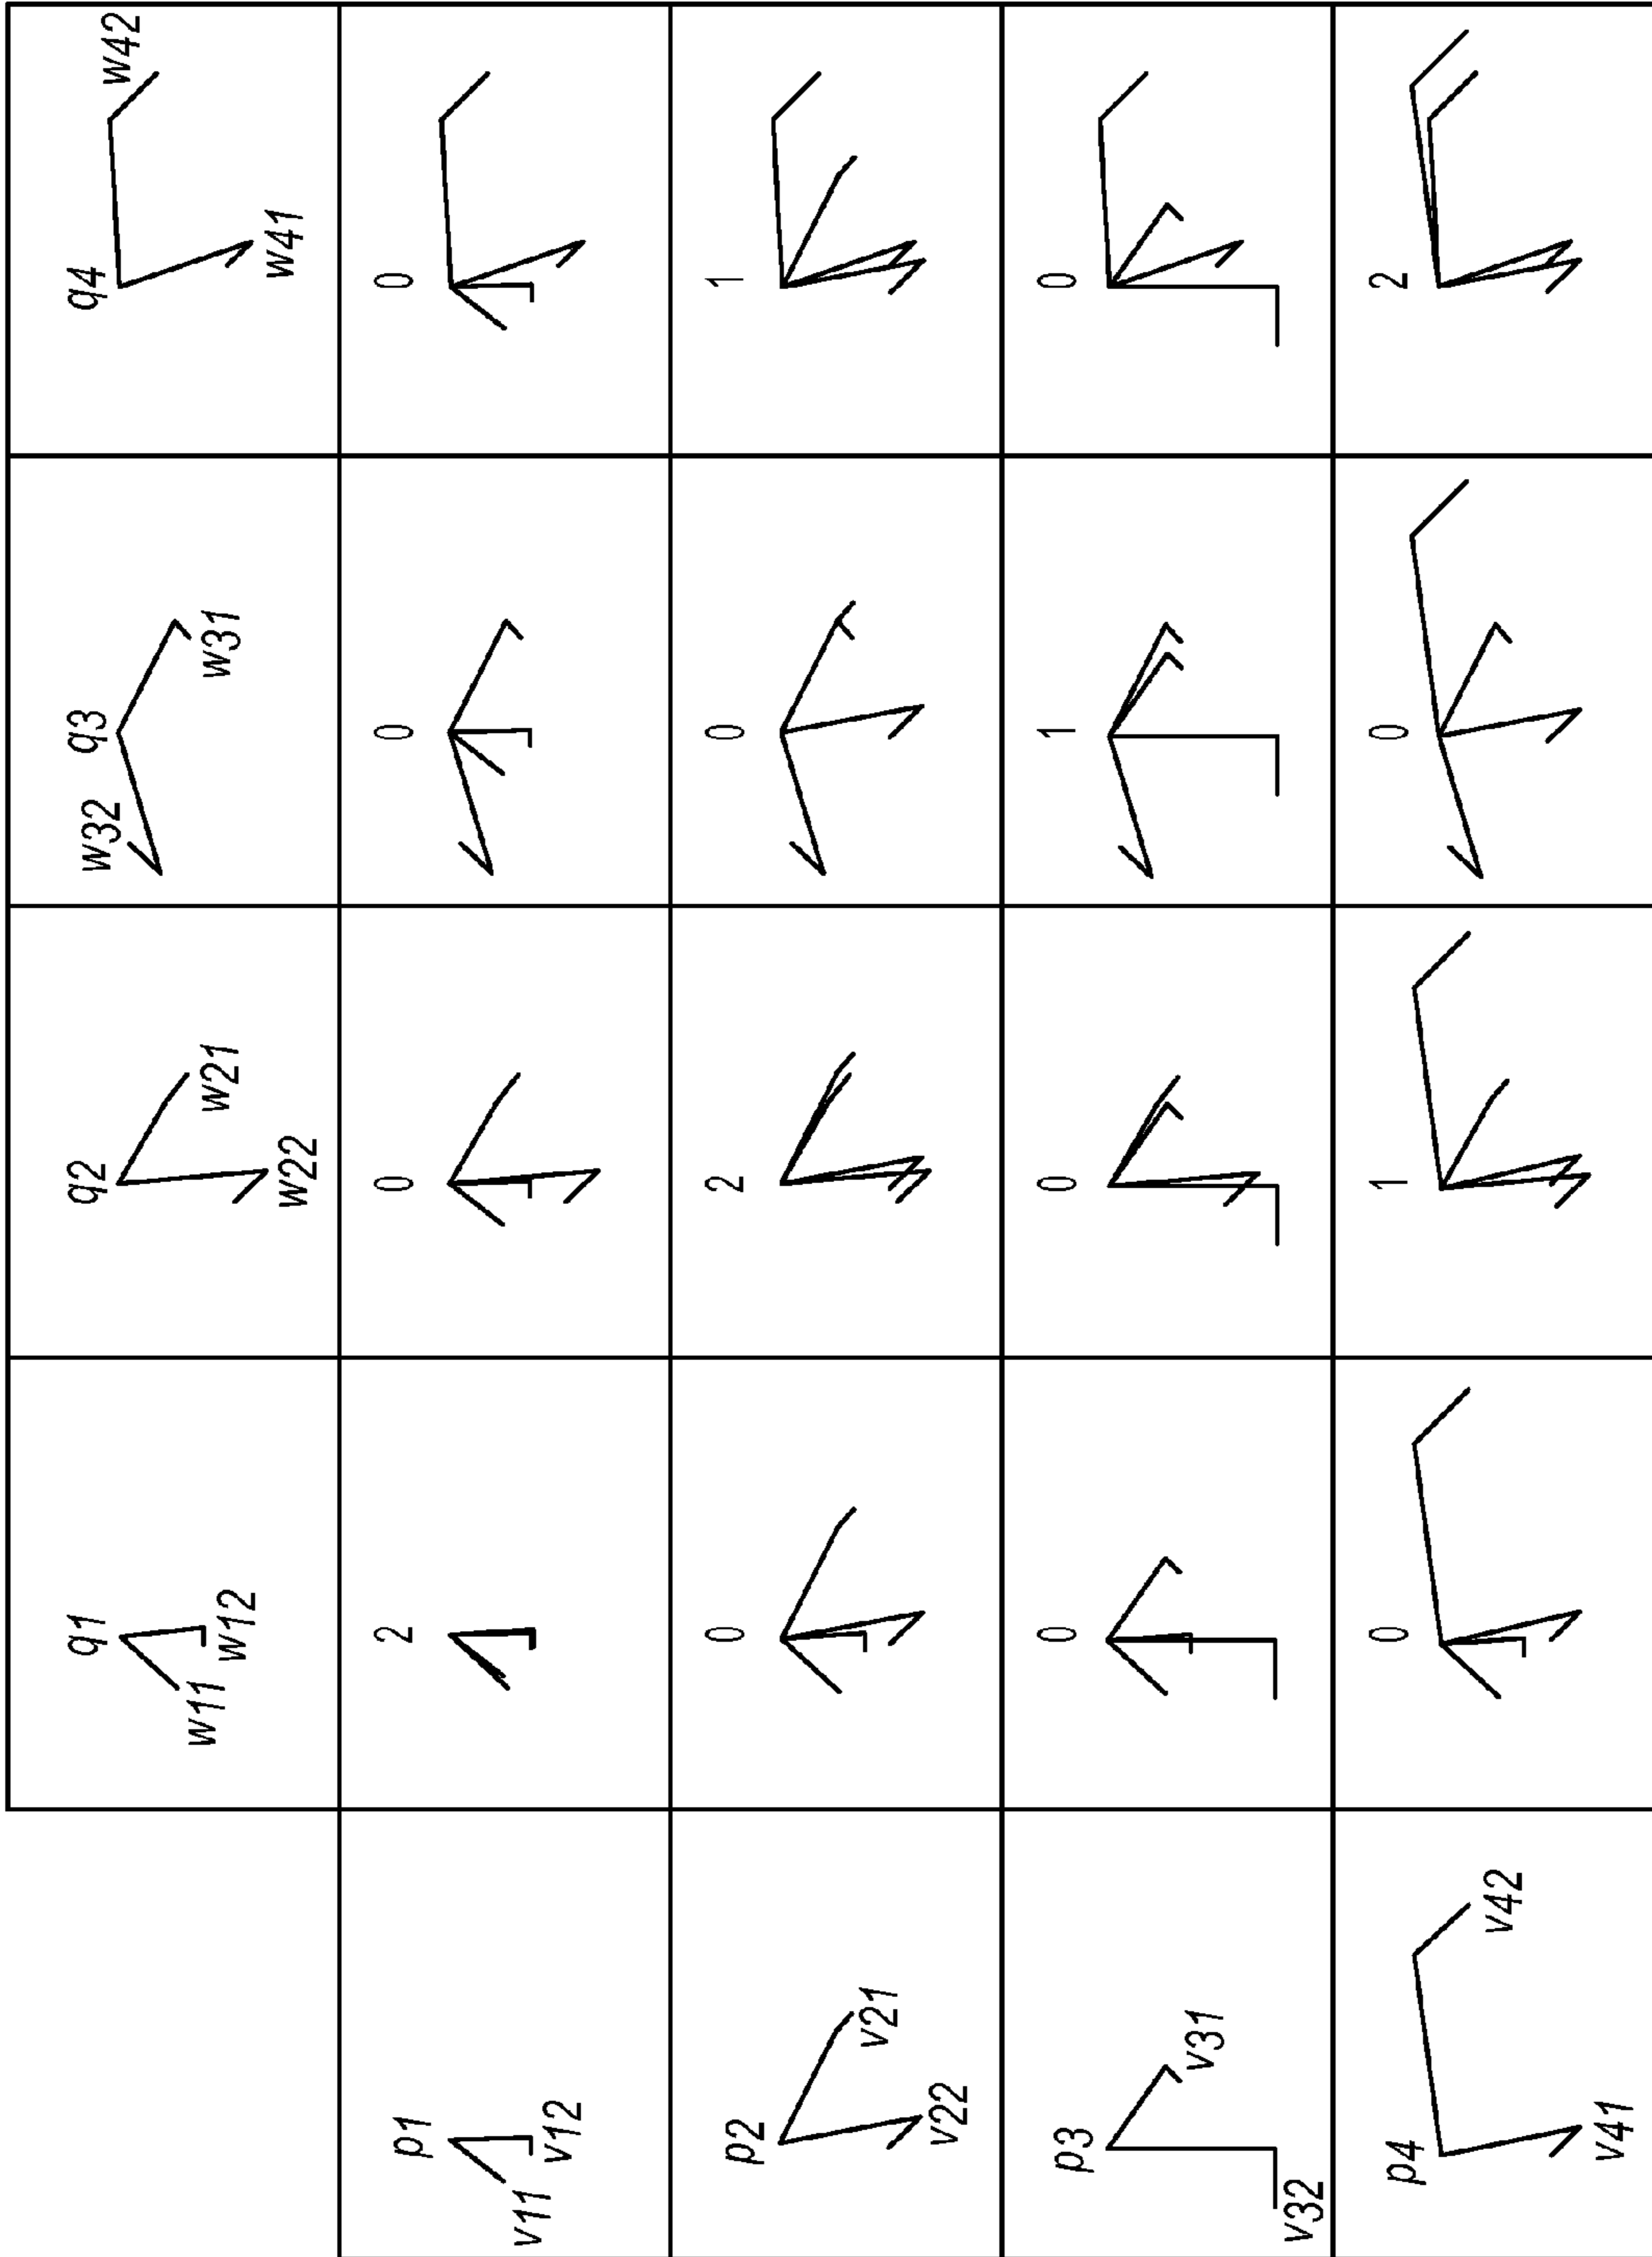 q1 q2 q3 q4
w32 w42
w11 w12 w21 w31
w22 w41
p1 2 0 0 0
v11 v12
p2 0 2 0 1
v21
v22
p3 0 0 1 0
v31
v32
p4 0 1 0 2
v42
v41